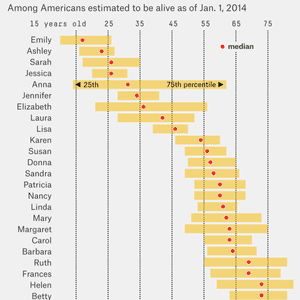 Among Americans estimated to be alive as of Jan. 1, 2014
15 years old 25 35 45 55 65 75
Emily
median
Ashley
Sarah
Jessica
Anna ◀ 25th 75th percentile ▶
Jennifer
Elizabeth
Laura
Lisa
Karen
Susan
Donna
Sandra
Patricia
Nancy
Linda
Mary
Margaret
Carol
Barbara
Ruth
Frances
Helen
Betty